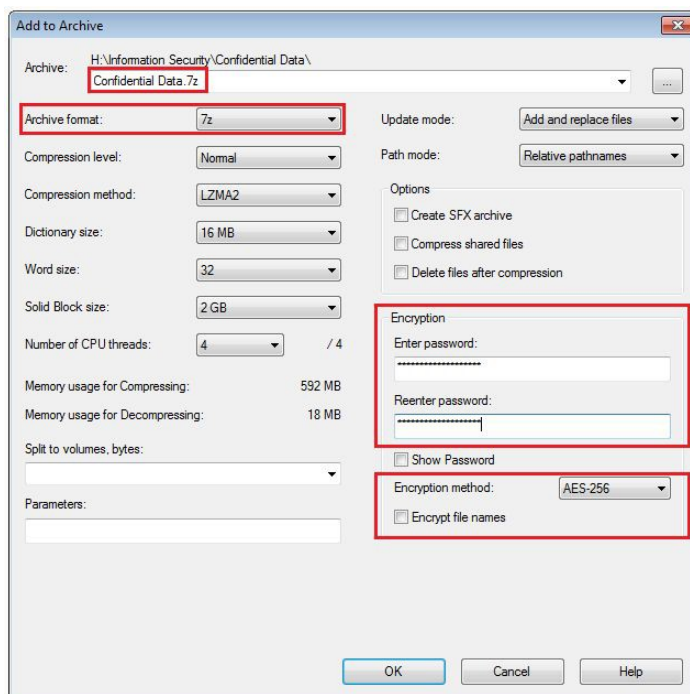 Add to Archive
Archive:
H:\Information Security\Confidential Data\
Confidential Data.7z
...
Archive format:
7z
Compression level:
Normal
Compression method:
LZMA2
Dictionary size:
16 MB
Word size:
32
Solid Block size:
2 GB
Number of CPU threads:
4
/ 4
Memory usage for Compressing:
592 MB
Memory usage for Decompressing:
18 MB
Split to volumes, bytes:
Parameters:
Update mode:
Add and replace files
Path mode:
Relative pathnames
Options
Create SFX archive
Compress shared files
Delete files after compression
Encryption
Enter password:
Reenter password:
Show Password
Encryption method:
AES-256
Encrypt file names
OK
Cancel
Help